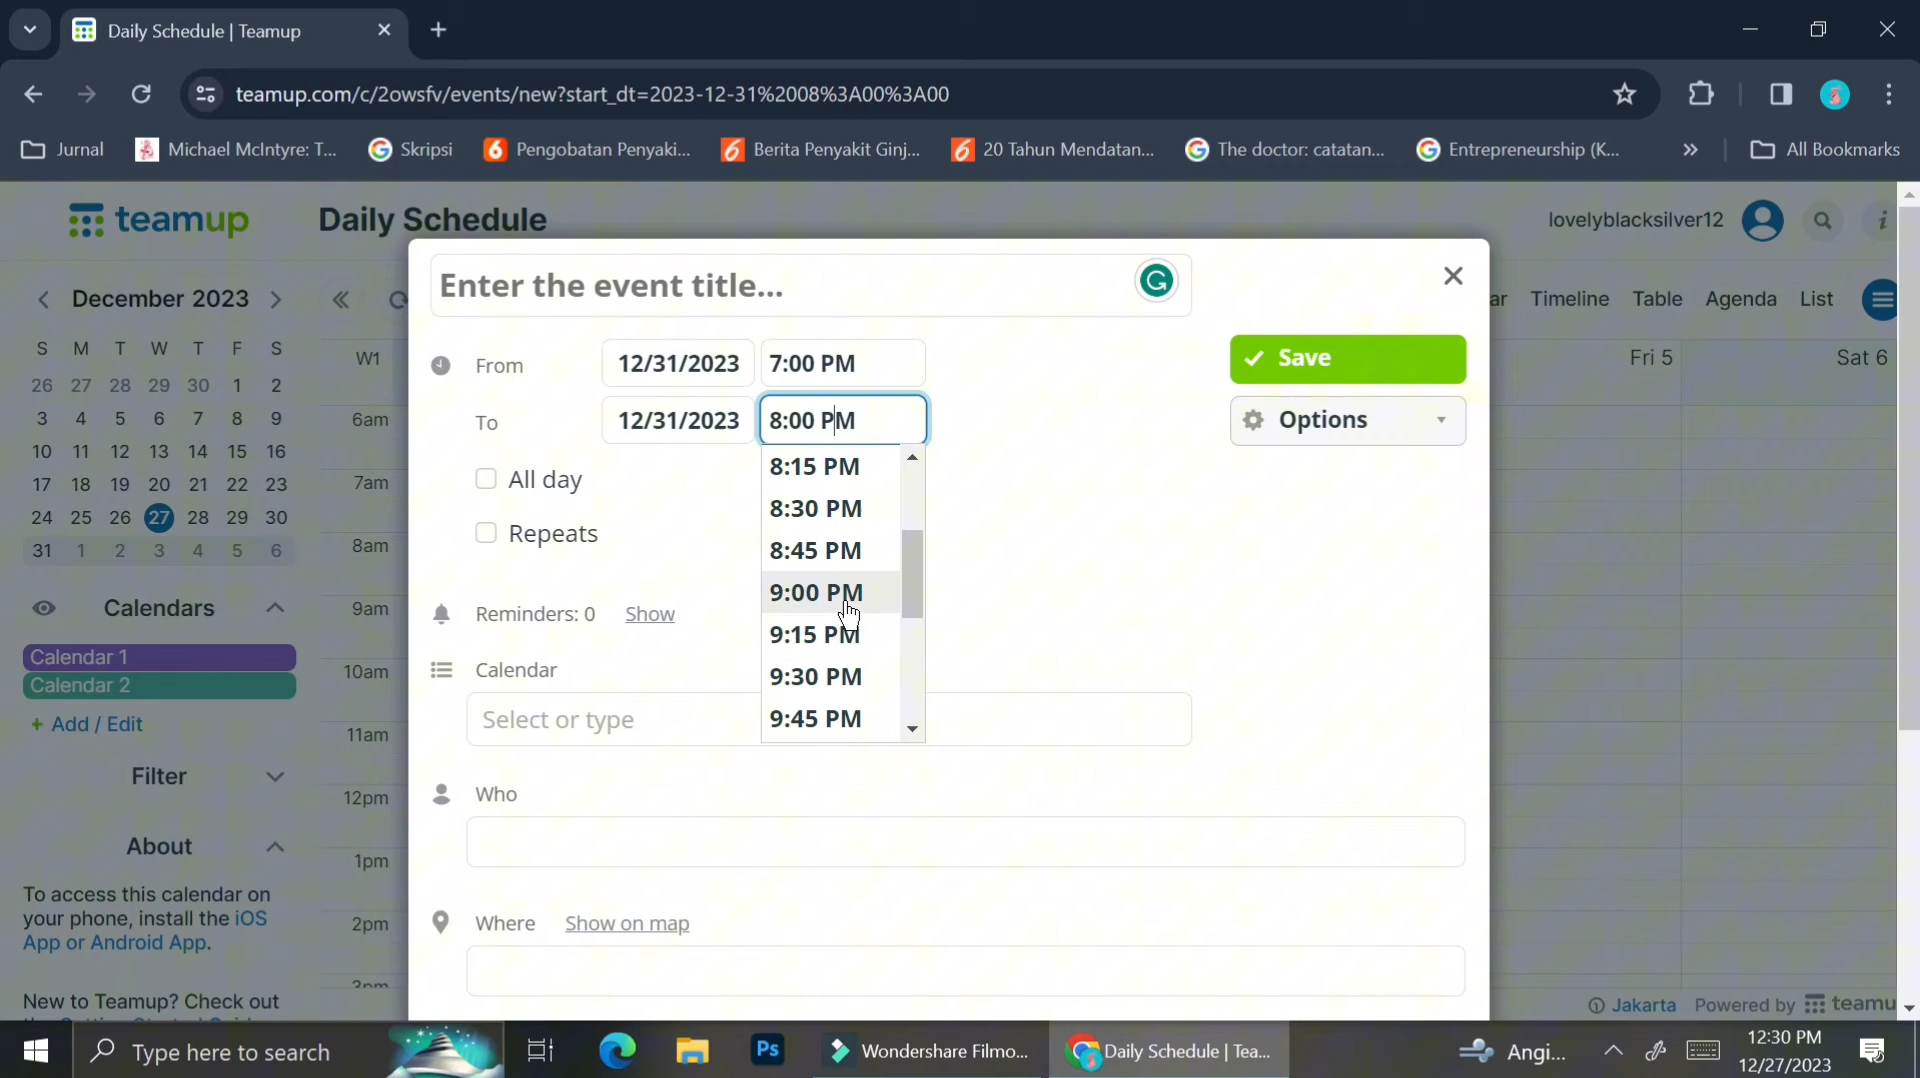 Daily Schedule | Teamup
teamup.com/c/2owsfv/events/new?start_dt=2023-12-31%2008%3A00%3A00
Jurnal Michael McIntyre: T... Skripsi Pengobatan Penyaki... Berita Penyakit Ginj... 20 Tahun Mendatan... The doctor: catatan... Entrepreneurship (K... » All Bookmarks
teamup Daily Schedule lovelyblacksilver12
Enter the event title...
December 2023
ar Timeline Table Agenda List
S M T W T F S
26 27 28 29 30 1 2
3 4 5 6 7 8 9
10 11 12 13 14 15 16
17 18 19 20 21 22 23
24 25 26 27 28 29 30
31 1 2 3 4 5 6
Calendars
Calendar 1
Calendar 2
+ Add / Edit
Filter
About
To access this calendar on
your phone, install the iOS
App or Android App.
New to Teamup? Check out
W1
6am
7am
8am
9am
10am
11am
12pm
1pm
2pm
3pm
From 12/31/2023 7:00 PM
To 12/31/2023 8:00 PM
All day
Repeats
8:15 PM
8:30 PM
8:45 PM
9:00 PM
9:15 PM
9:30 PM
9:45 PM
Reminders: 0 Show
Calendar
Select or type
Who
Where Show on map
Save
Options
Fri 5 Sat 6
Jakarta Powered by teamu
Type here to search
Ps
Wondershare Filmo...
Daily Schedule | Tea...
Angi...
12:30 PM
12/27/2023